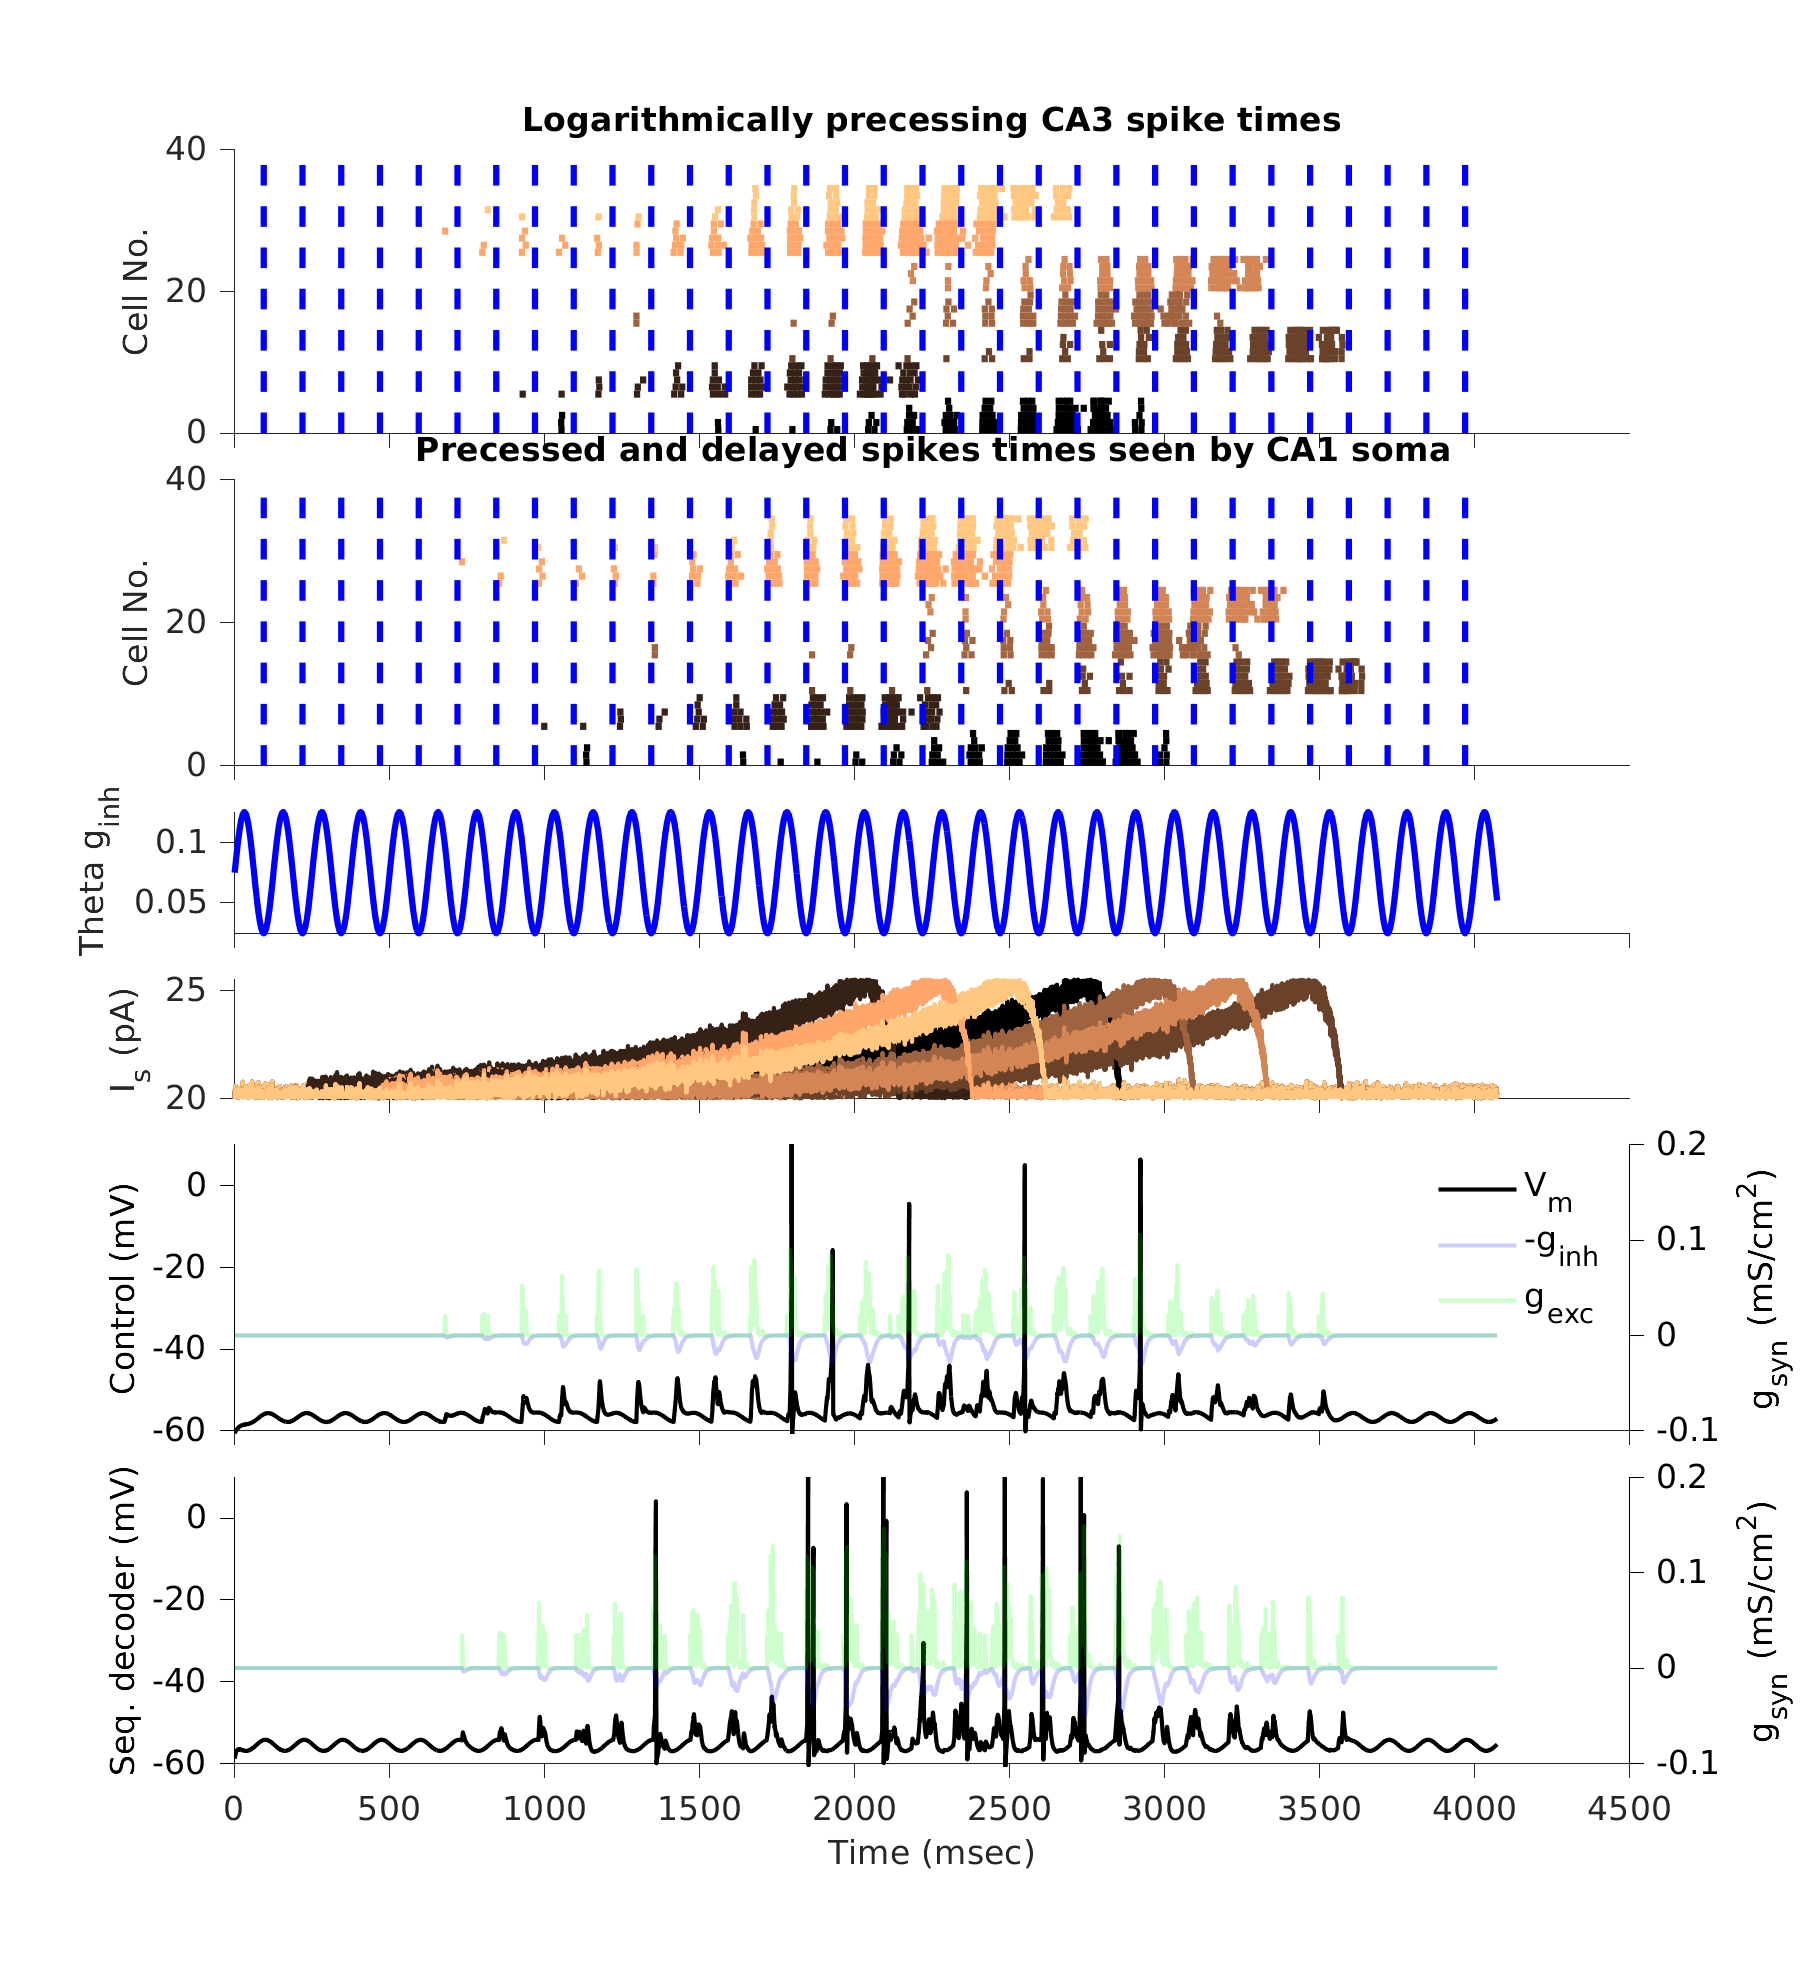 Logarithmically precessing CA3 spike times
40
20
0
Cell No.
Precessed and delayed spikes times seen by CA1 soma
40
20
0
Cell No.
0.1
0.05
Theta g_inh
25
20
I_s (pA)
0
-20
-40
-60
Control (mV)
V_m
-g_inh
g_exc
0.2
0.1
0
-0.1
g_syn (mS/cm²)
0
-20
-40
-60
Seq. decoder (mV)
0.2
0.1
0
-0.1
g_syn (mS/cm²)
0 500 1000 1500 2000 2500 3000 3500 4000 4500
Time (msec)